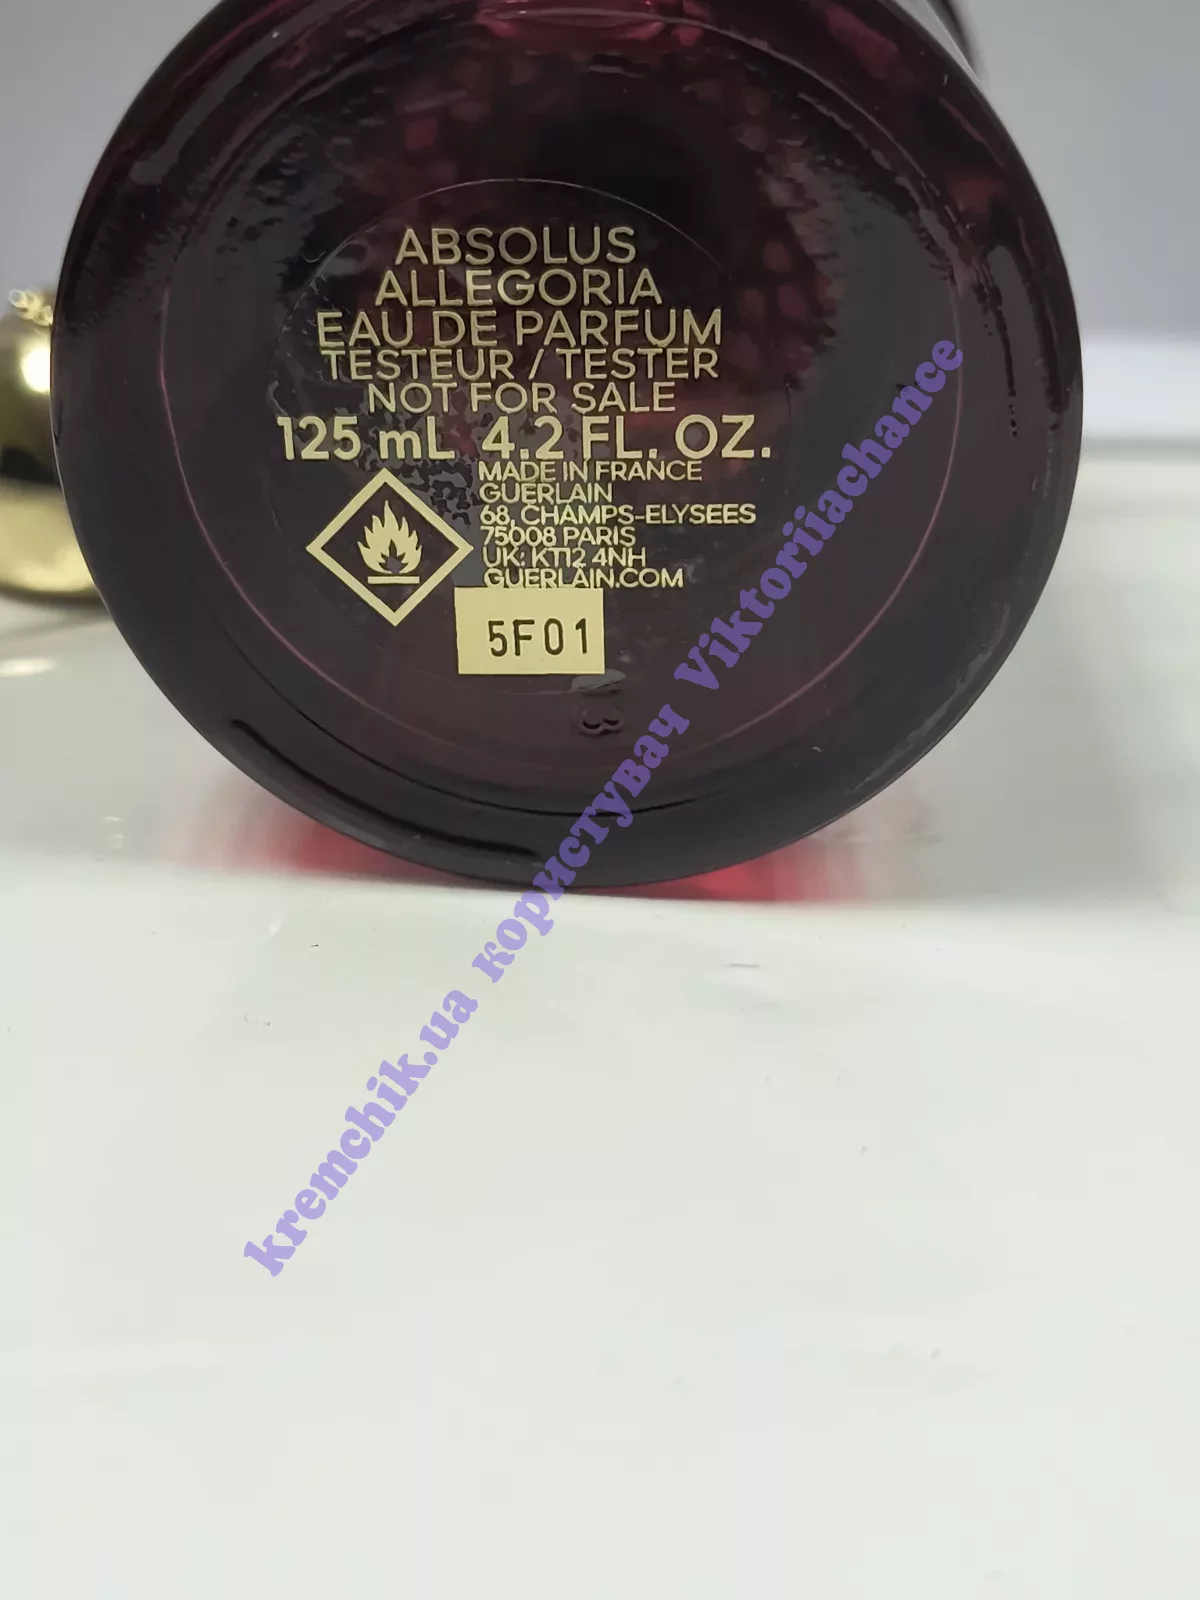 ABSOLUS
ALLEGORIA
EAU DE PARFUM
TESTEUR / TESTER
NOT FOR SALE
125 mL 4.2 FL. OZ.
MADE IN FRANCE
GUERLAIN
68, CHAMPS-ELYSEES
75008 PARIS
UK: KT12 4NH
GUERLAIN.COM
5F01
kremchik.ua користувач Viktoriiachance